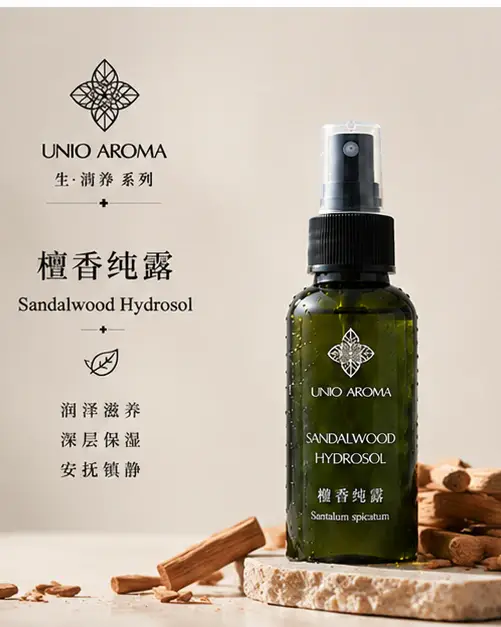 UNIO AROMA
生·润养 系列
檀香纯露
Sandalwood Hydrosol
润泽滋养
深层保湿
安抚镇静
UNIO AROMA
SANDALWOOD
HYDROSOL
檀香纯露
Santalum spicatum